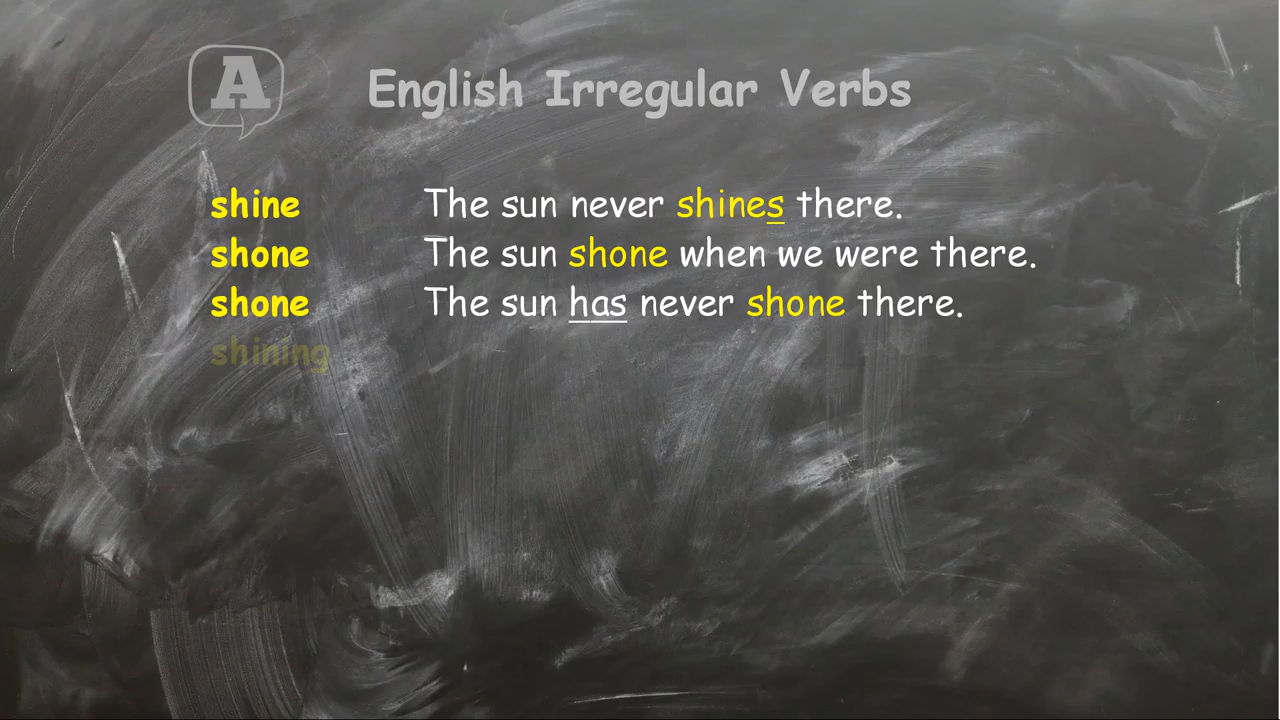 A English Irregular Verbs
shine The sun never shines there.
shone The sun shone when we were there.
shone The sun has never shone there.
shining